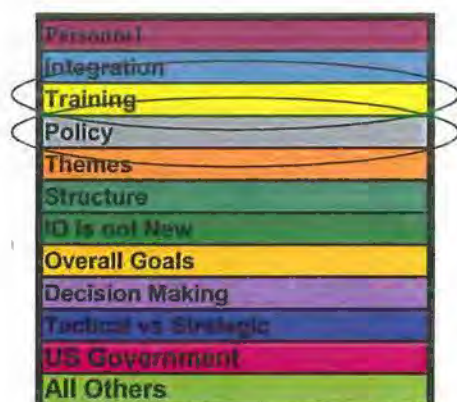 Personnel
Integration
Training
Policy
Themes
Structure
IO is not New
Overall Goals
Decision Making
Tactical vs Strategic
US Government
All Others